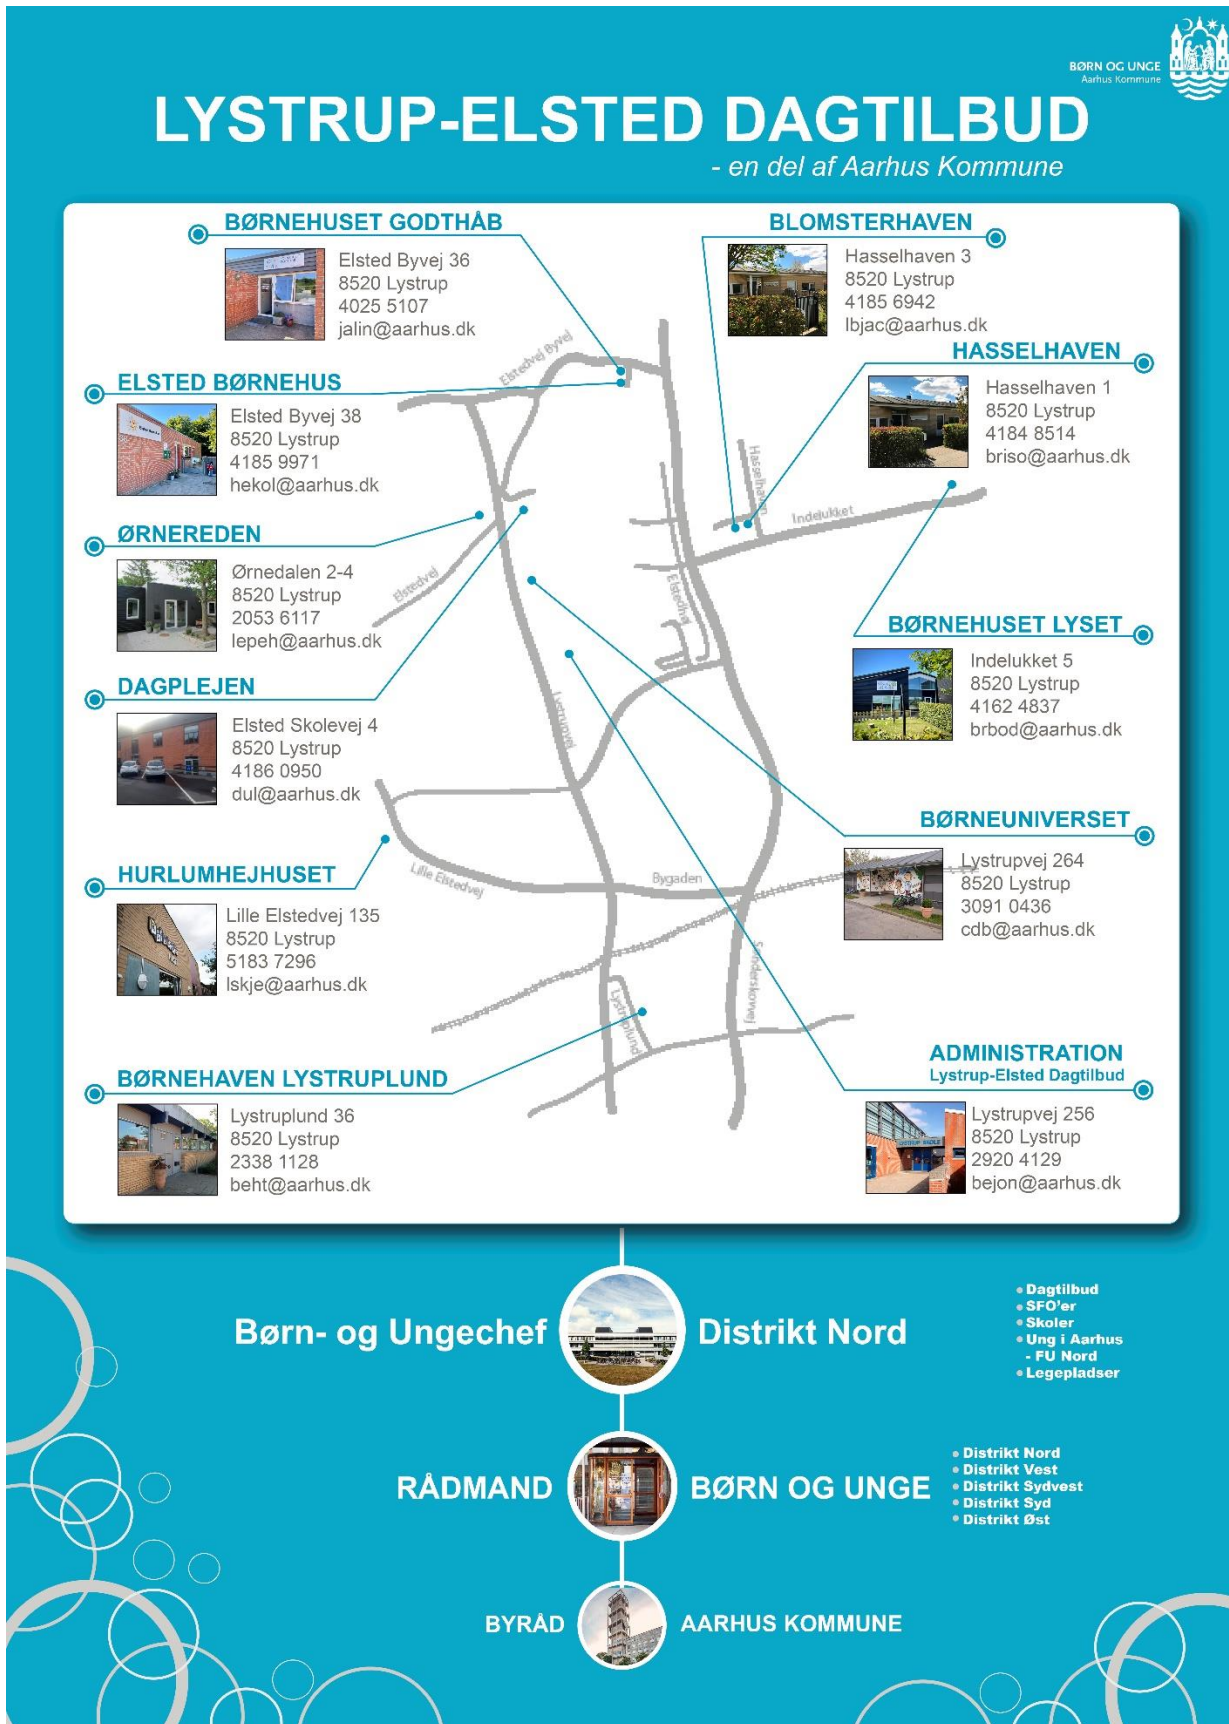 BØRN OG UNGE
Aarhus Kommune
LYSTRUP-ELSTED DAGTILBUD
- en del af Aarhus Kommune
BØRNEHUSET GODTHÅB
Elsted Byvej 36
8520 Lystrup
4025 5107
jalin@aarhus.dk
BLOMSTERHAVEN
Hasselhaven 3
8520 Lystrup
4185 6942
lbjac@aarhus.dk
HASSELHAVEN
Hasselhaven 1
8520 Lystrup
4184 8514
briso@aarhus.dk
ELSTED BØRNEHUS
Elsted Byvej 38
8520 Lystrup
4185 9971
hekol@aarhus.dk
ØRNEREDEN
Ørnedalen 2-4
8520 Lystrup
2053 6117
lepeh@aarhus.dk
BØRNEHUSET LYSET
Indelukket 5
8520 Lystrup
4162 4837
brbod@aarhus.dk
DAGPLEJEN
Elsted Skolevej 4
8520 Lystrup
4186 0950
dul@aarhus.dk
BØRNEUNIVERSET
Lystrupvej 264
8520 Lystrup
3091 0436
cdb@aarhus.dk
HURLUMHEJHUSET
Lille Elstedvej 135
8520 Lystrup
5183 7296
lskje@aarhus.dk
BØRNEHAVEN LYSTRUPLUND
Lystruplund 36
8520 Lystrup
2338 1128
beht@aarhus.dk
ADMINISTRATION
Lystrup-Elsted Dagtilbud
Lystrupvej 256
8520 Lystrup
2920 4129
bejon@aarhus.dk
Elstedvej Byvej
Hasselhaven
Indelukket
Elstedvej
Elstedhøj
Lystrupvej
Lille Elstedvej
Bygaden
Sønderskovvej
Lystruplund
LYSTRUP SKOLE
Børn- og Ungechef
Distrikt Nord
• Dagtilbud
• SFO'er
• Skoler
• Ung i Aarhus
- FU Nord
• Legepladser
RÅDMAND
BØRN OG UNGE
• Distrikt Nord
• Distrikt Vest
• Distrikt Sydvest
• Distrikt Syd
• Distrikt Øst
BYRÅD
AARHUS KOMMUNE